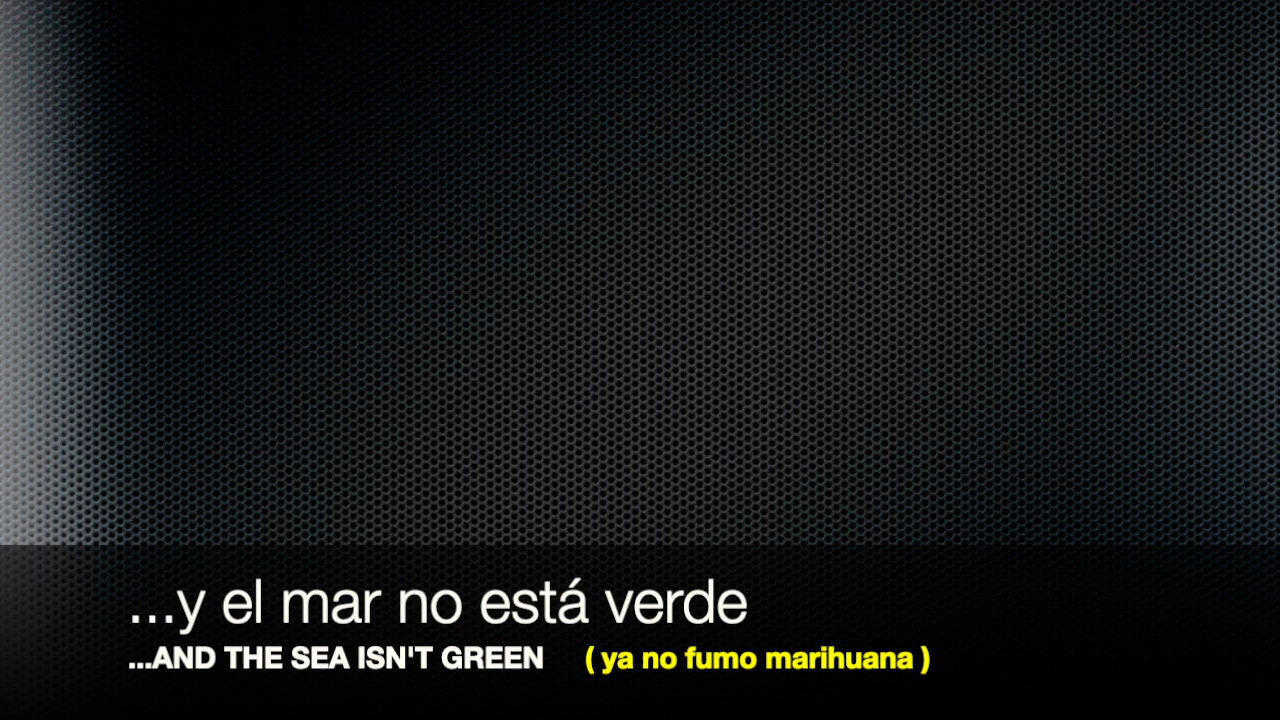 ...y el mar no está verde
...AND THE SEA ISN'T GREEN ( ya no fumo marihuana )